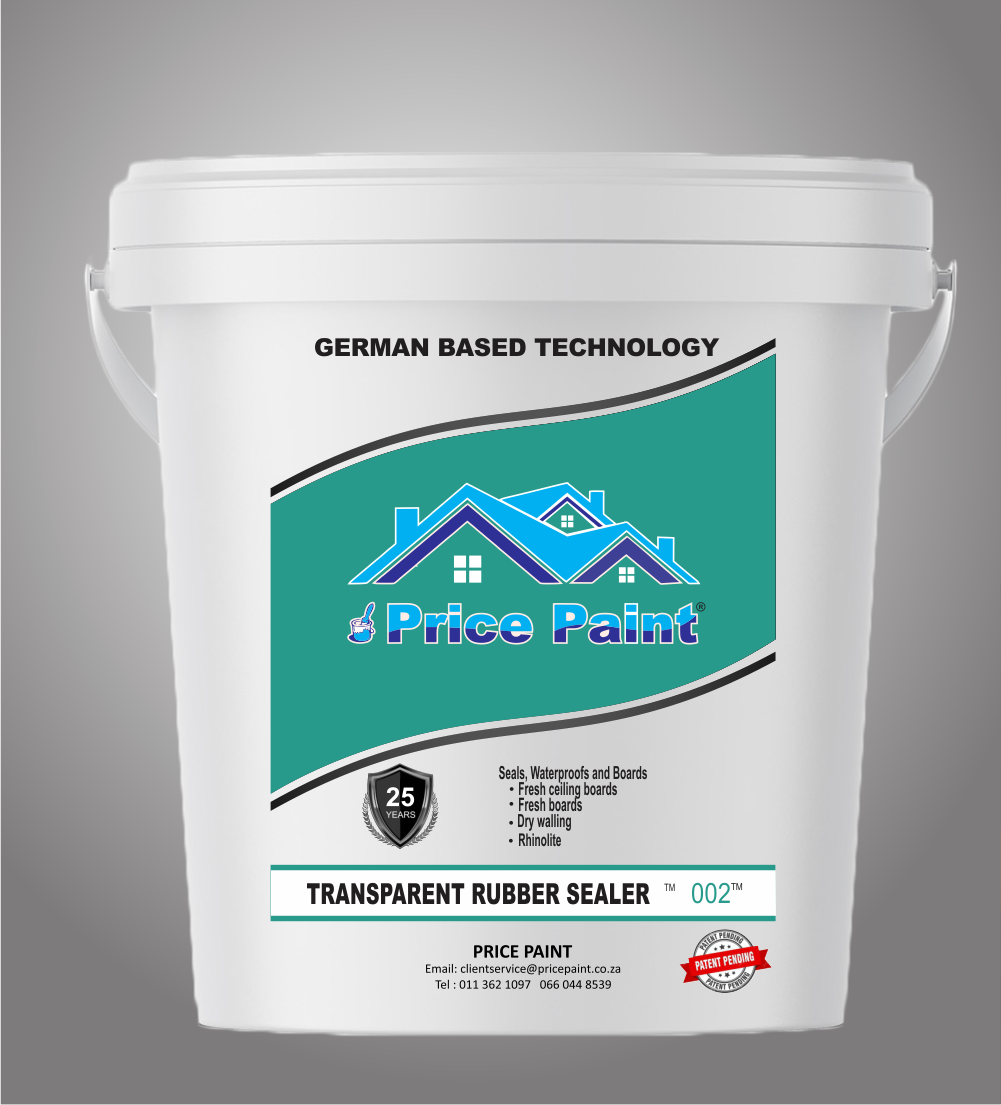 GERMAN BASED TECHNOLOGY
Price Paint®
25
YEARS
Seals, Waterproofs and Boards
• Fresh ceiling boards
• Fresh boards
• Dry walling
• Rhinolite
TRANSPARENT RUBBER SEALER ™ 002™
PRICE PAINT
Email: clientservice@pricepaint.co.za
Tel : 011 362 1097 066 044 8539
PATENT PENDING
PATENT PENDING
PATENT PENDING